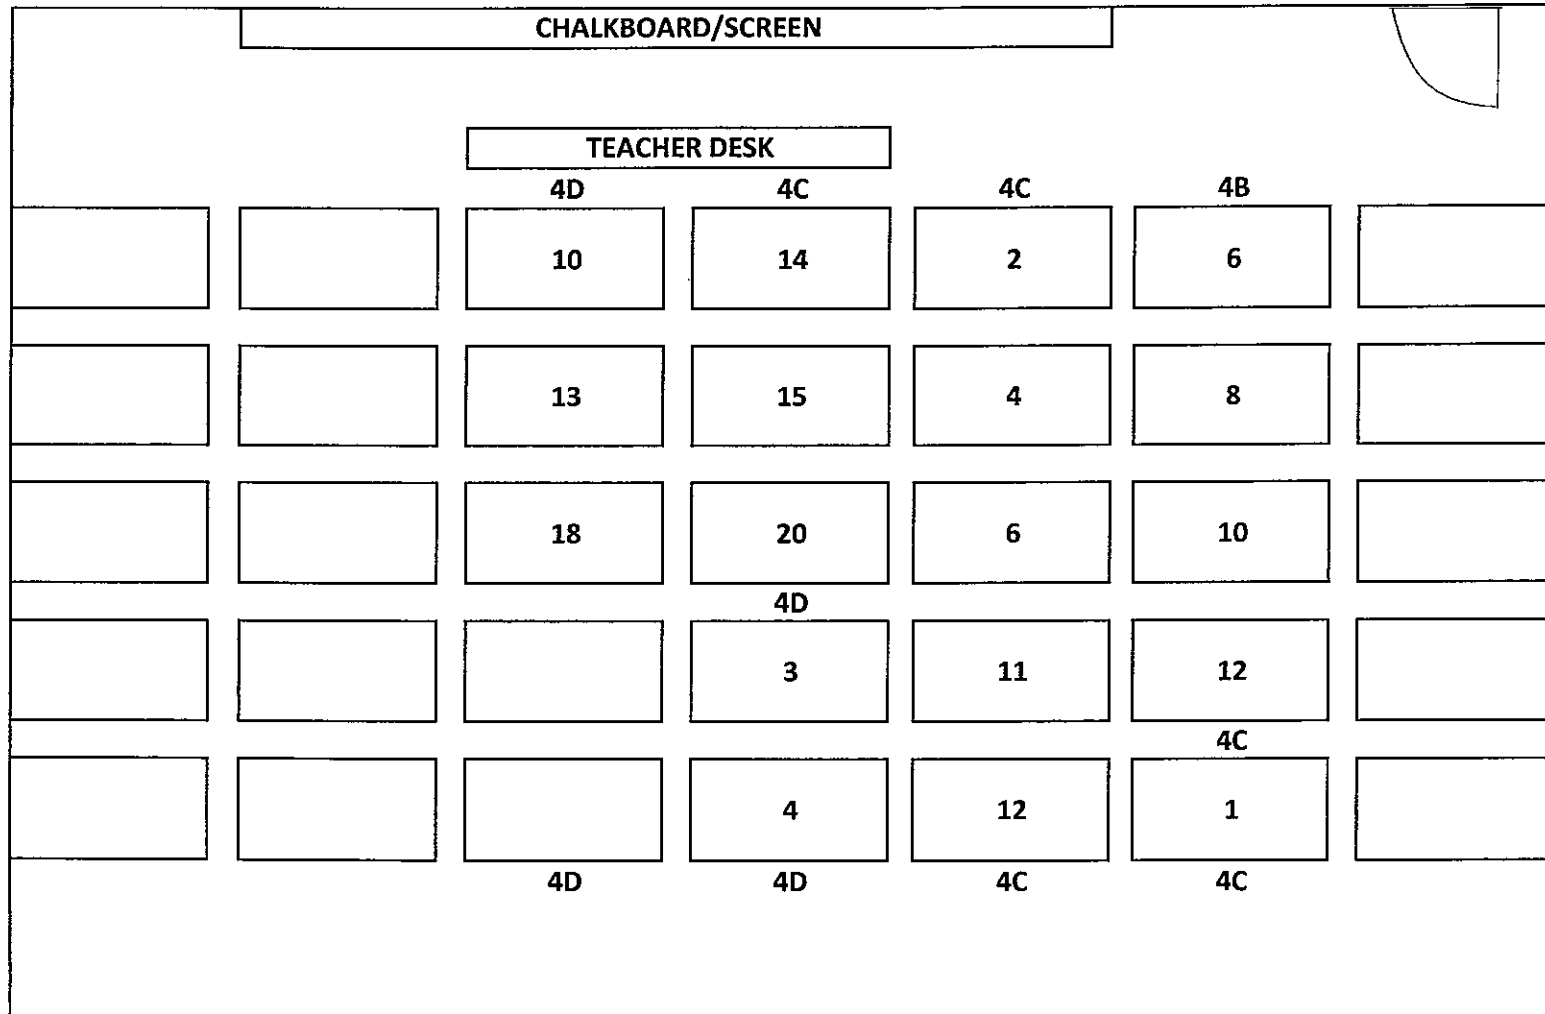 CHALKBOARD/SCREEN
TEACHER DESK
4D 4C 4C 4B
10 14 2 6
13 15 4 8
18 20 6 10
4D
3 11 12
4C
4 12 1
4D 4D 4C 4C